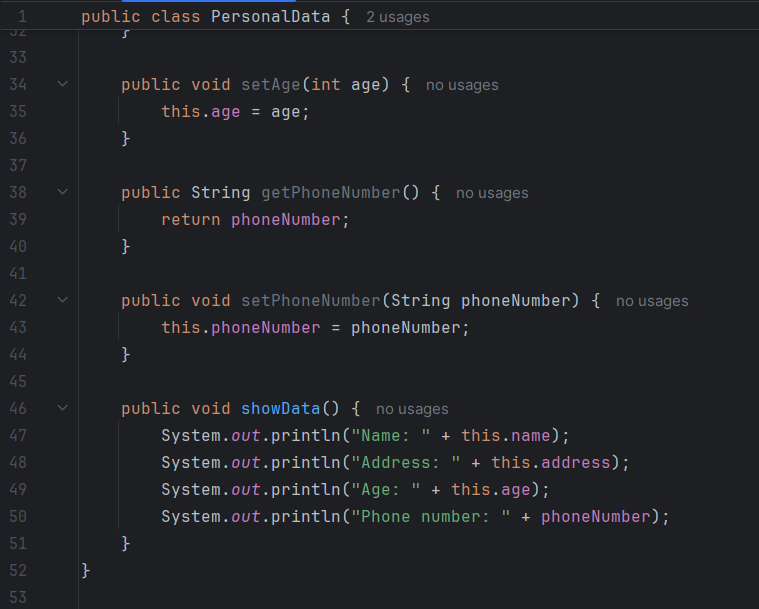 1 public class PersonalData { 2 usages
32 }
33
34 public void setAge(int age) { no usages
35 this.age = age;
36 }
37
38 public String getPhoneNumber() { no usages
39 return phoneNumber;
40 }
41
42 public void setPhoneNumber(String phoneNumber) { no usages
43 this.phoneNumber = phoneNumber;
44 }
45
46 public void showData() { no usages
47 System.out.println("Name: " + this.name);
48 System.out.println("Address: " + this.address);
49 System.out.println("Age: " + this.age);
50 System.out.println("Phone number: " + phoneNumber);
51 }
52 }
53